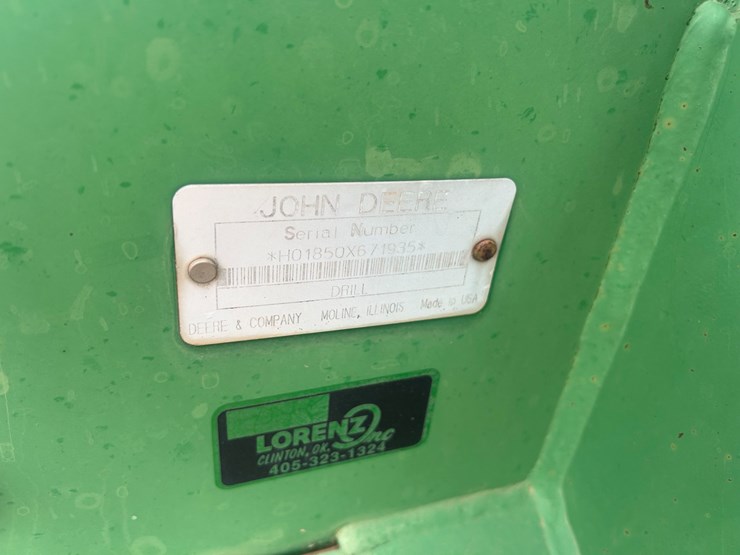 JOHN DEERE
Serial Number
*H01850X671935*
DRILL
DEERE & COMPANY MOLINE, ILLINOIS Made in USA
LORENZ Inc
CLINTON, OK.
405-323-1324